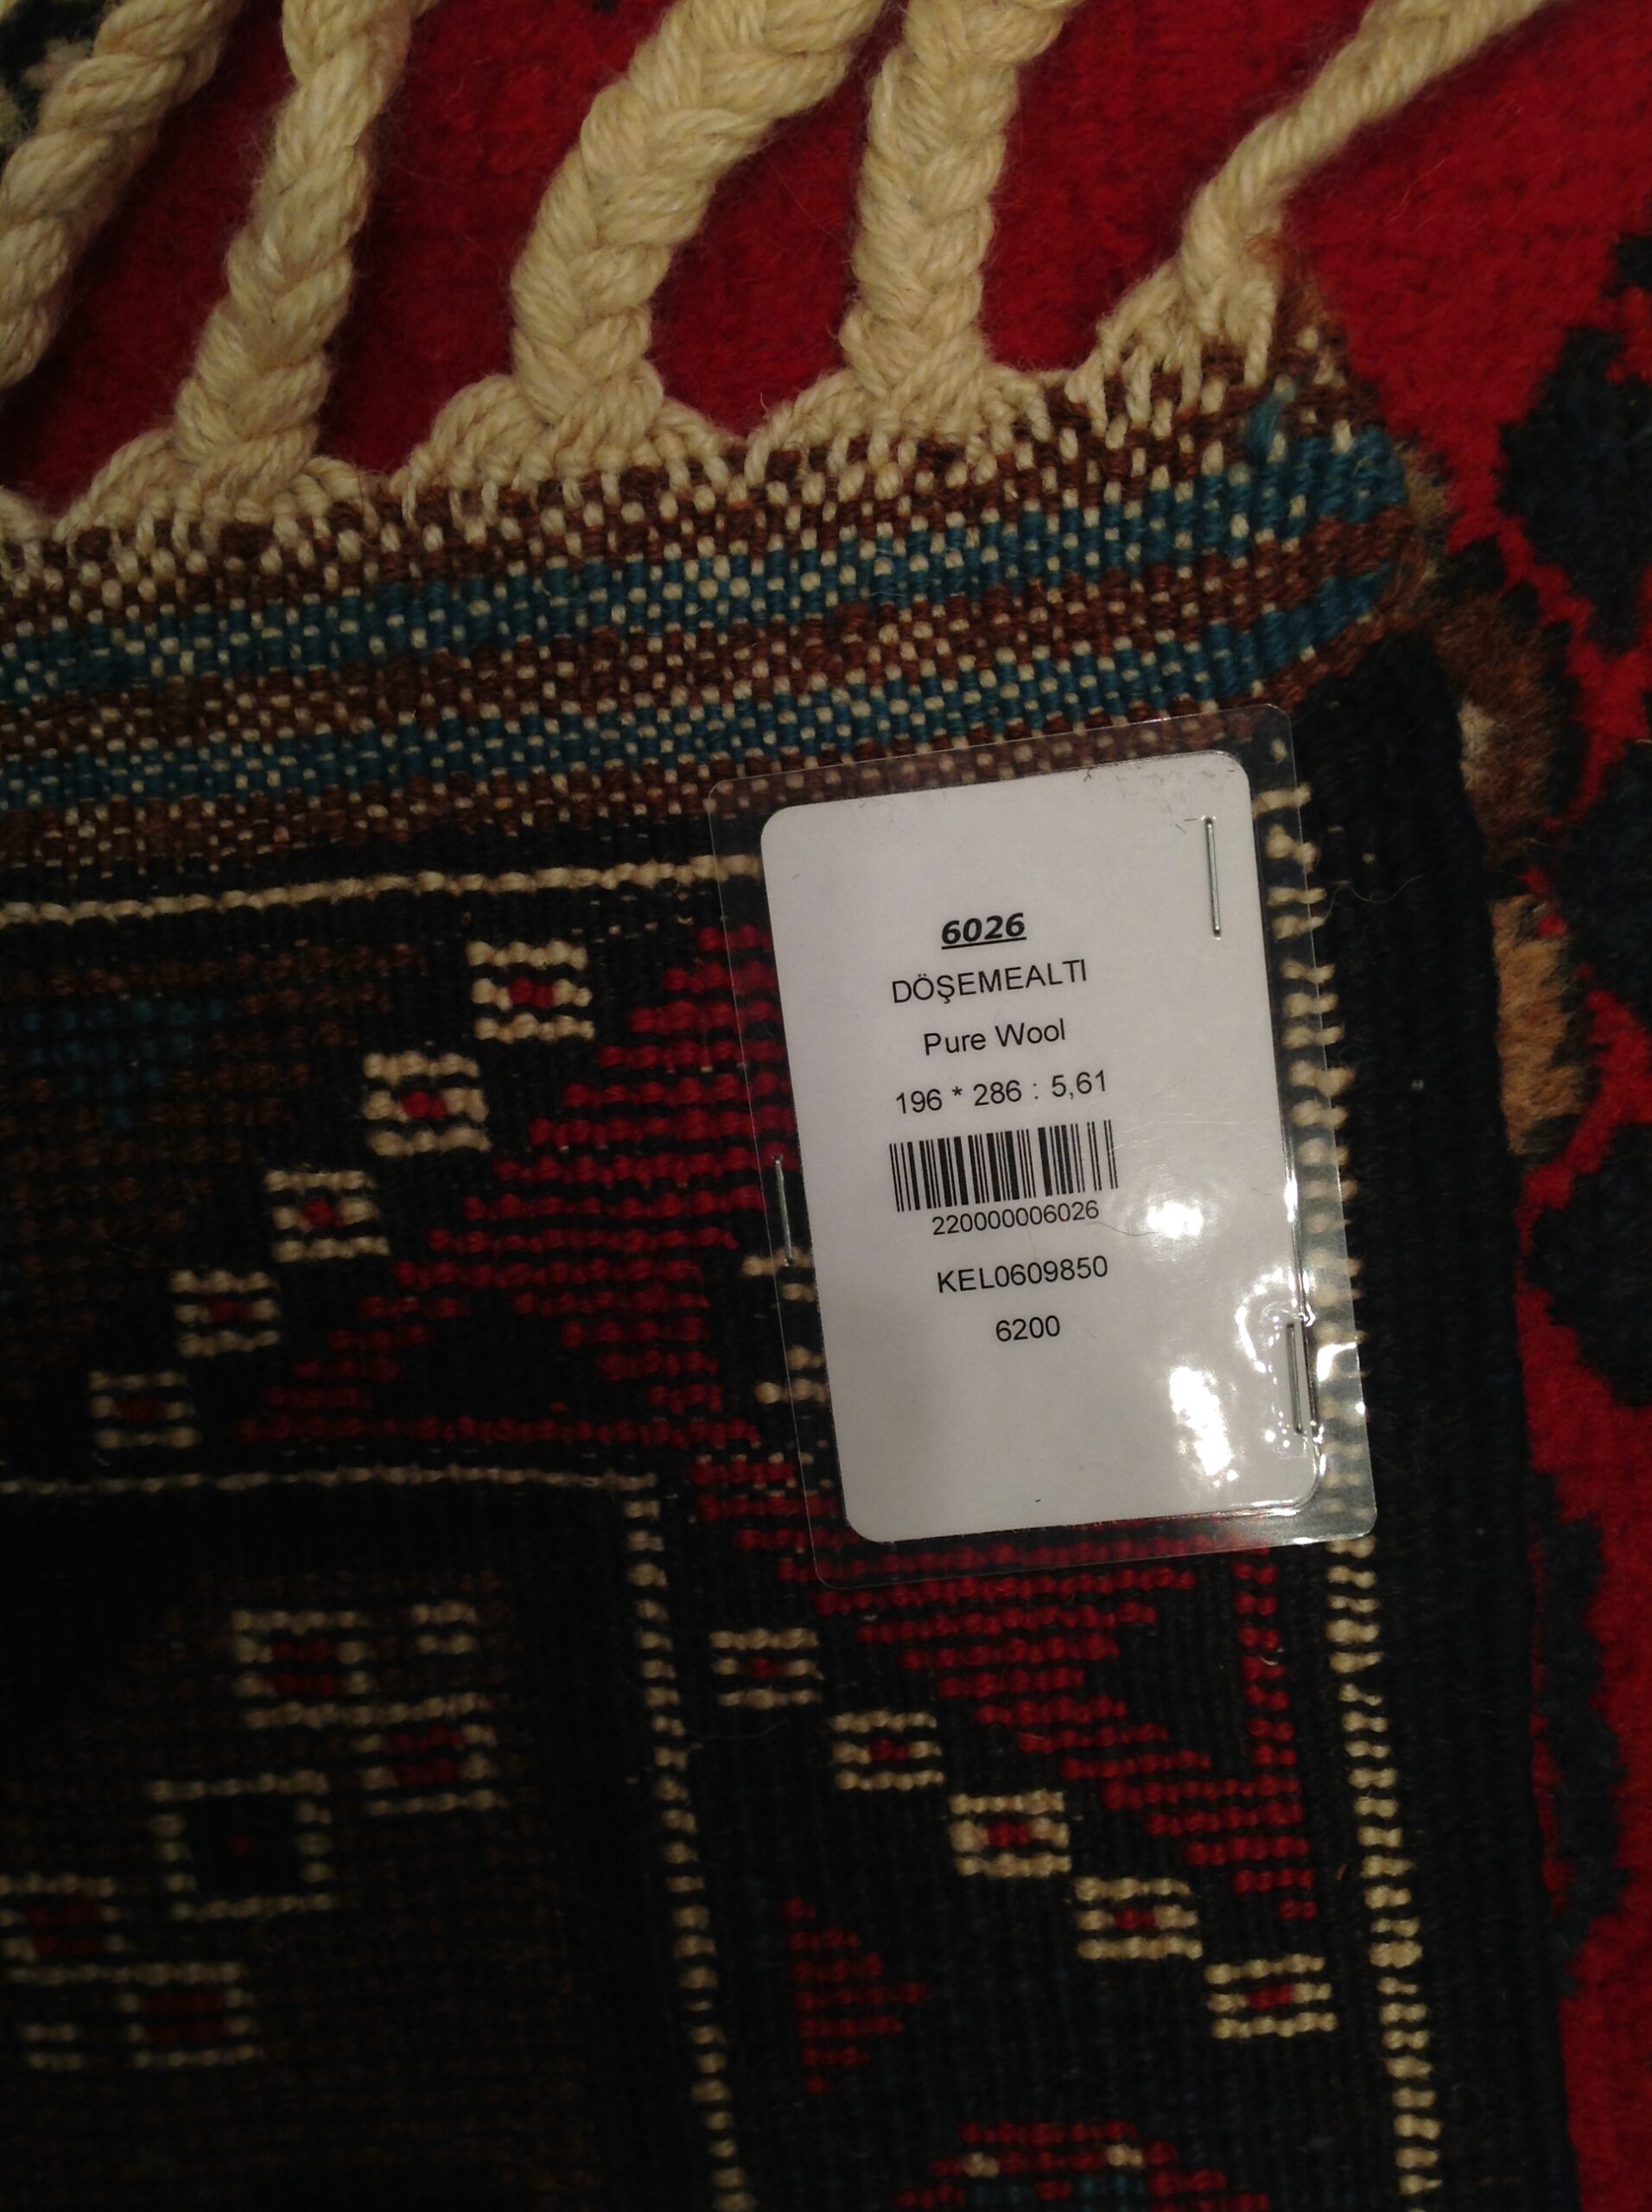 6026
DÖŞEMEALTI
Pure Wool
196 * 286 : 5,61
220000006026
KEL0609850
6200